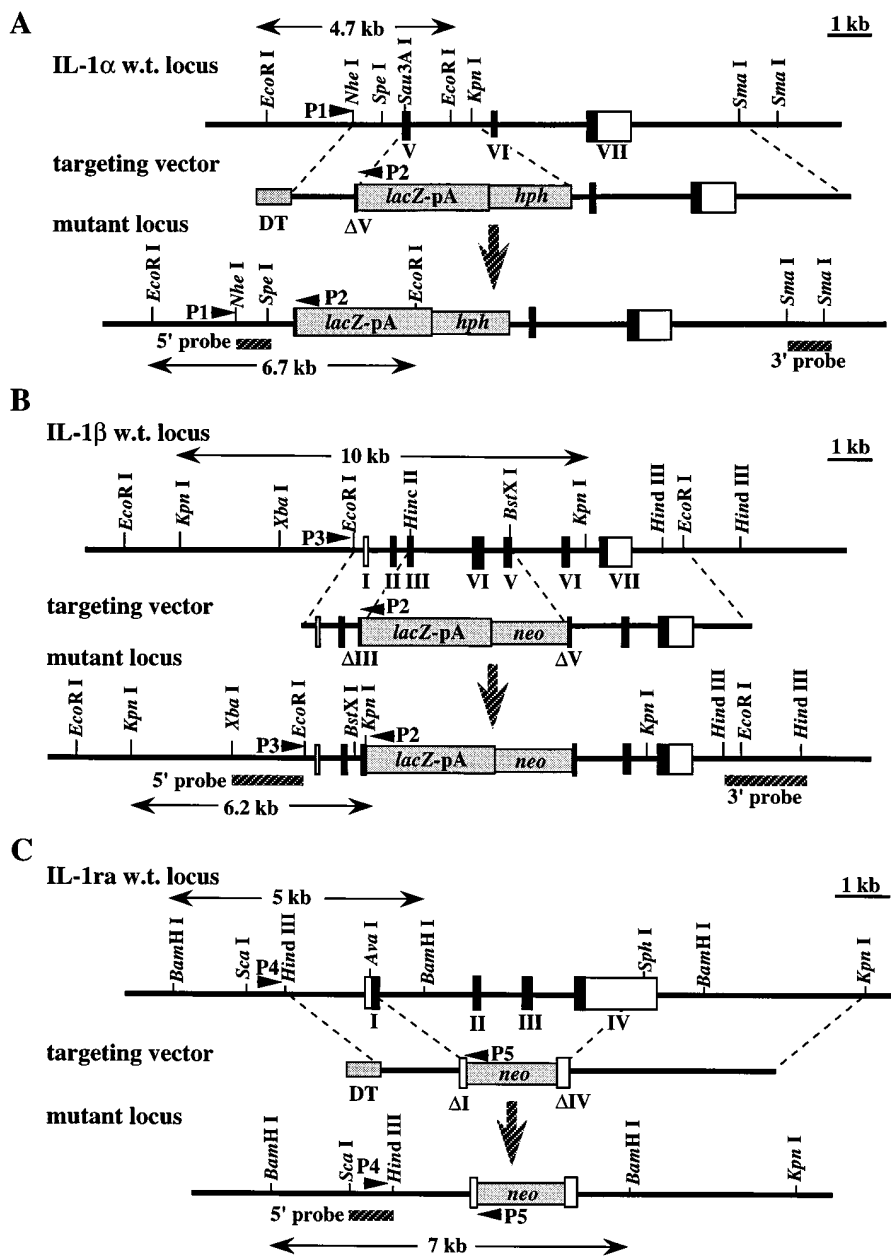 A
4.7 kb
1 kb
IL-1α w.t. locus
EcoR I
Nhe I
Spe I
Sau3A I
EcoR I
Kpn I
Sma I
Sma I
P1
V
VI
VII
targeting vector
P2
lacZ-pA
hph
DT
ΔV
mutant locus
EcoR I
Nhe I
Spe I
EcoR I
Sma I
Sma I
P1
P2
lacZ-pA
hph
5' probe
3' probe
6.7 kb
B
IL-1β w.t. locus
1 kb
10 kb
EcoR I
Kpn I
Xba I
EcoR I
Hinc II
BstX I
Kpn I
Hind III
EcoR I
Hind III
P3
I
II
III
VI
V
VI
VII
targeting vector
P2
lacZ-pA
neo
ΔIII
ΔV
mutant locus
EcoR I
Kpn I
Xba I
EcoR I
BstX I
Kpn I
Kpn I
Hind III
EcoR I
Hind III
P3
P2
lacZ-pA
neo
5' probe
3' probe
6.2 kb
C
IL-1ra w.t. locus
1 kb
5 kb
BamH I
Sca I
Hind III
Ava I
BamH I
Sph I
BamH I
Kpn I
P4
I
II
III
IV
targeting vector
P5
neo
DT
ΔI
ΔIV
mutant locus
BamH I
Sca I
Hind III
BamH I
Kpn I
P4
neo
5' probe
P5
7 kb